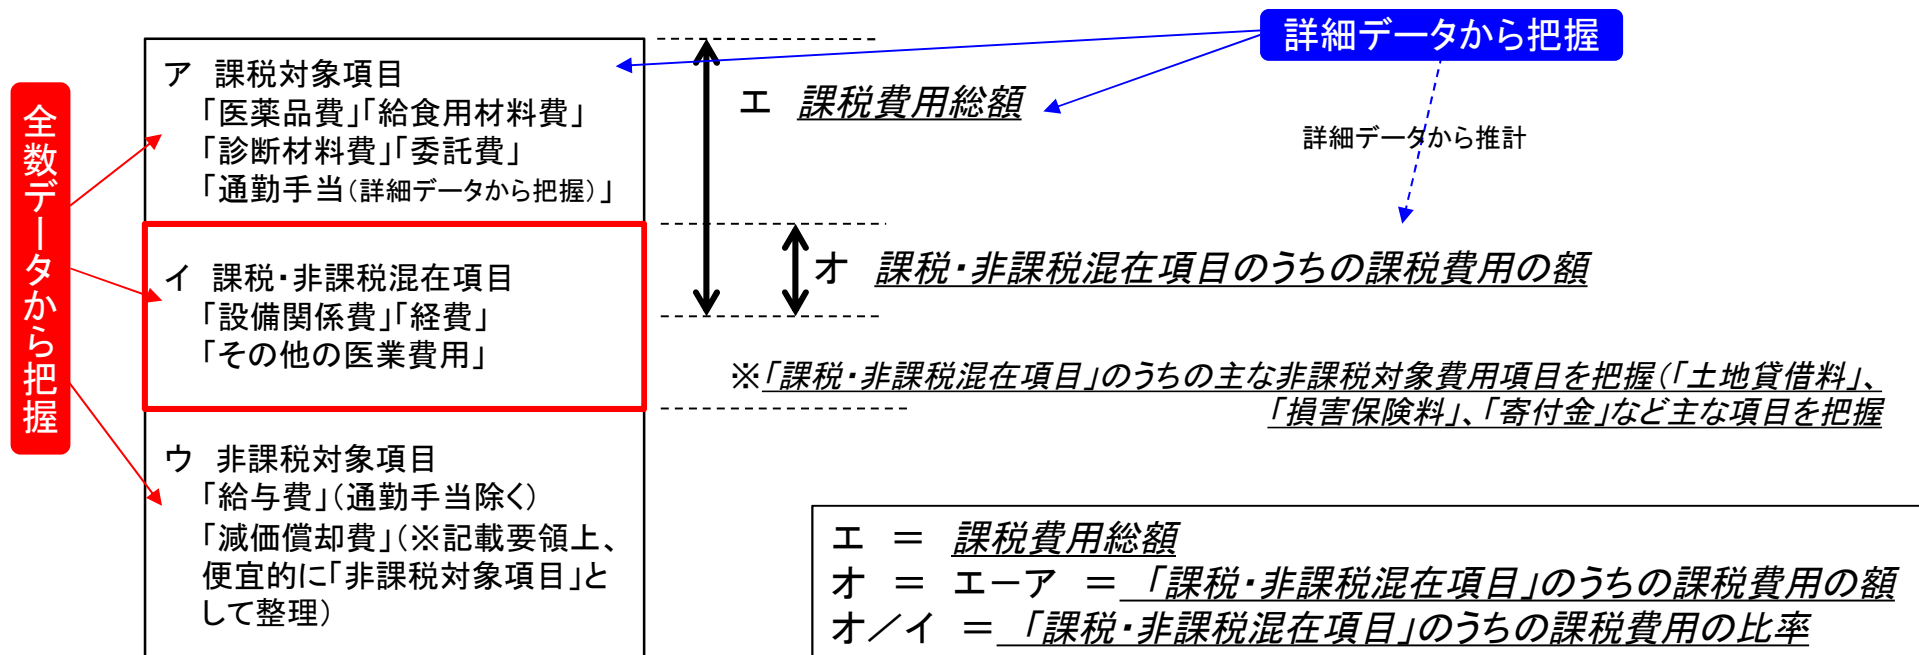 詳細データから把握
全数データから把握
ア　課税対象項目
「医薬品費」「給食用材料費」
「診断材料費」「委託費」
「通勤手当（詳細データから把握）」
エ　課税費用総額
詳細データから推計
イ　課税・非課税混在項目
「設備関係費」「経費」
「その他の医業費用」
オ　課税・非課税混在項目のうちの課税費用の額
※「課税・非課税混在項目」のうちの主な非課税対象費用項目を把握（「土地貸借料」、
「損害保険料」、「寄付金」など主な項目を把握
ウ　非課税対象項目
「給与費」（通勤手当除く）
「減価償却費」（※記載要領上、
便宜的に「非課税対象項目」と
して整理）
エ　＝　課税費用総額
オ　＝　エーア　＝　「課税・非課税混在項目」のうちの課税費用の額
オ／イ　＝　「課税・非課税混在項目」のうちの課税費用の比率